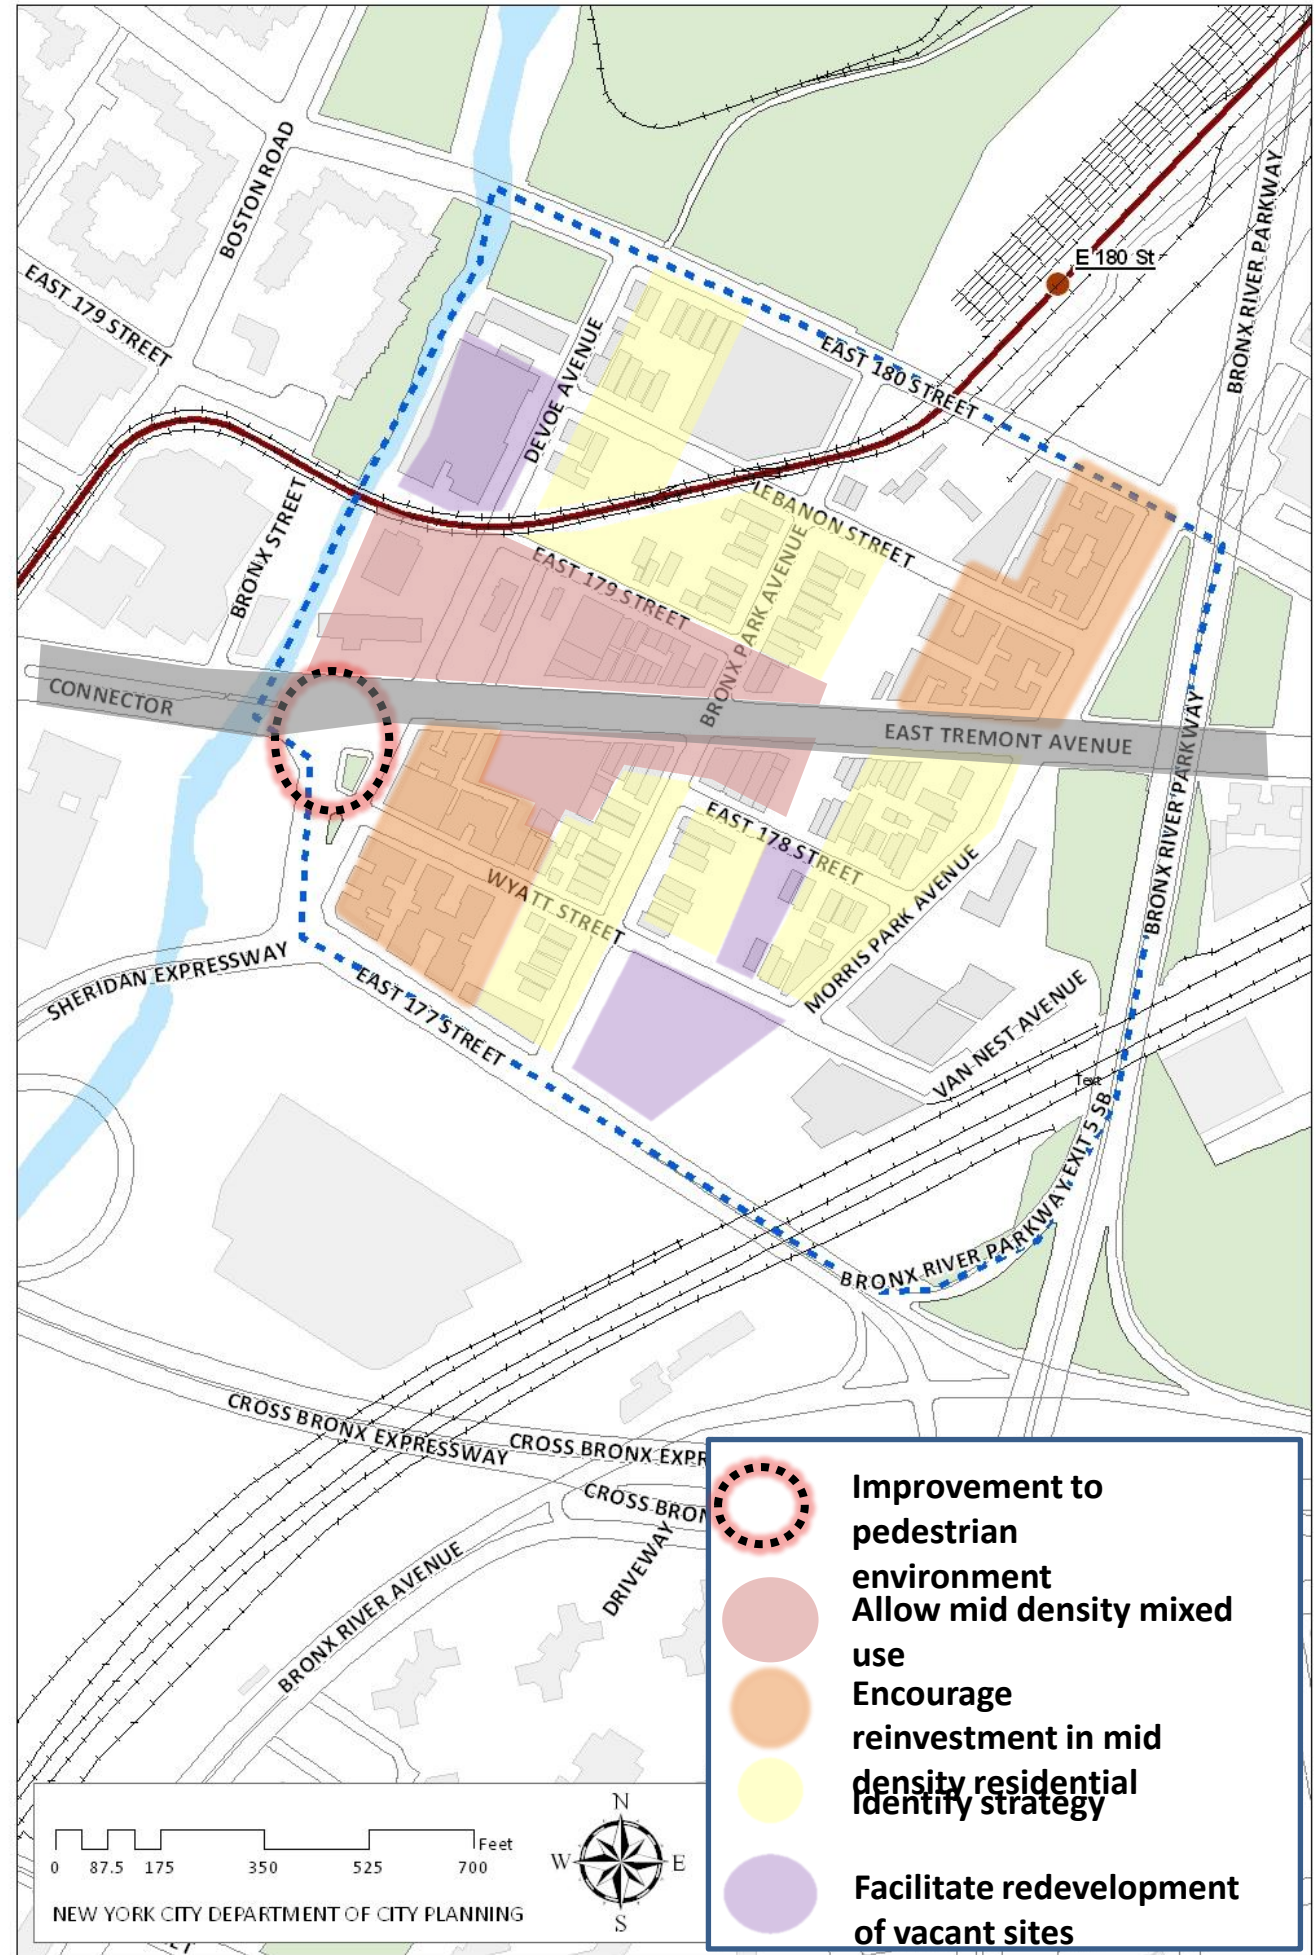 BOSTON ROAD
BRONX RIVER PARKWAY
E 180 St
EAST 179 STREET
EAST 180 STREET
DEVOE AVENUE
BRONX STREET
LEBANON STREET
EAST 179 STREET
BRONX PARK AVENUE
CONNECTOR
EAST TREMONT AVENUE
BRONX RIVER PARKWAY
EAST 178 STREET
WYATT STREET
MORRIS PARK AVENUE
BRONX RIVER PARKWAY
SHERIDAN EXPRESSWAY
EAST 177 STREET
VAN NEST AVENUE
Text
BRONX RIVER PARKWAY EXIT 5 SB
CROSS BRONX EXPRESSWAY
CROSS BRONX EXPR
CROSS BRON
DRIVEWAY
BRONX RIVER AVENUE
Improvement to
pedestrian
environment
Allow mid density mixed
use
Encourage
reinvestment in mid
density residential
Identify strategy
Facilitate redevelopment
of vacant sites
N
W E
S
Feet
0 87.5 175 350 525 700
NEW YORK CITY DEPARTMENT OF CITY PLANNING